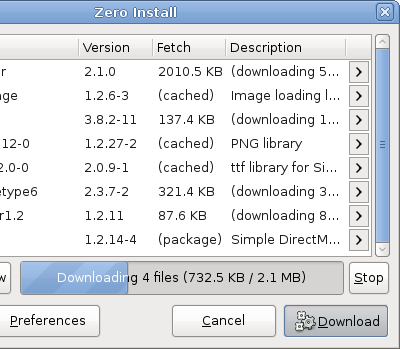 Zero Install
Version Fetch Description
r 2.1.0 2010.5 KB (downloading 5...
ge 1.2.6-3 (cached) Image loading l...
3.8.2-11 137.4 KB (downloading 1...
12-0 1.2.27-2 (cached) PNG library
2.0-0 2.0.9-1 (cached) ttf library for Si...
etype6 2.3.7-2 321.4 KB (downloading 3...
r1.2 1.2.11 87.6 KB (downloading 8...
1.2.14-4 (package) Simple DirectM...
w Downloading 4 files (732.5 KB / 2.1 MB) Stop
Preferences Cancel Download